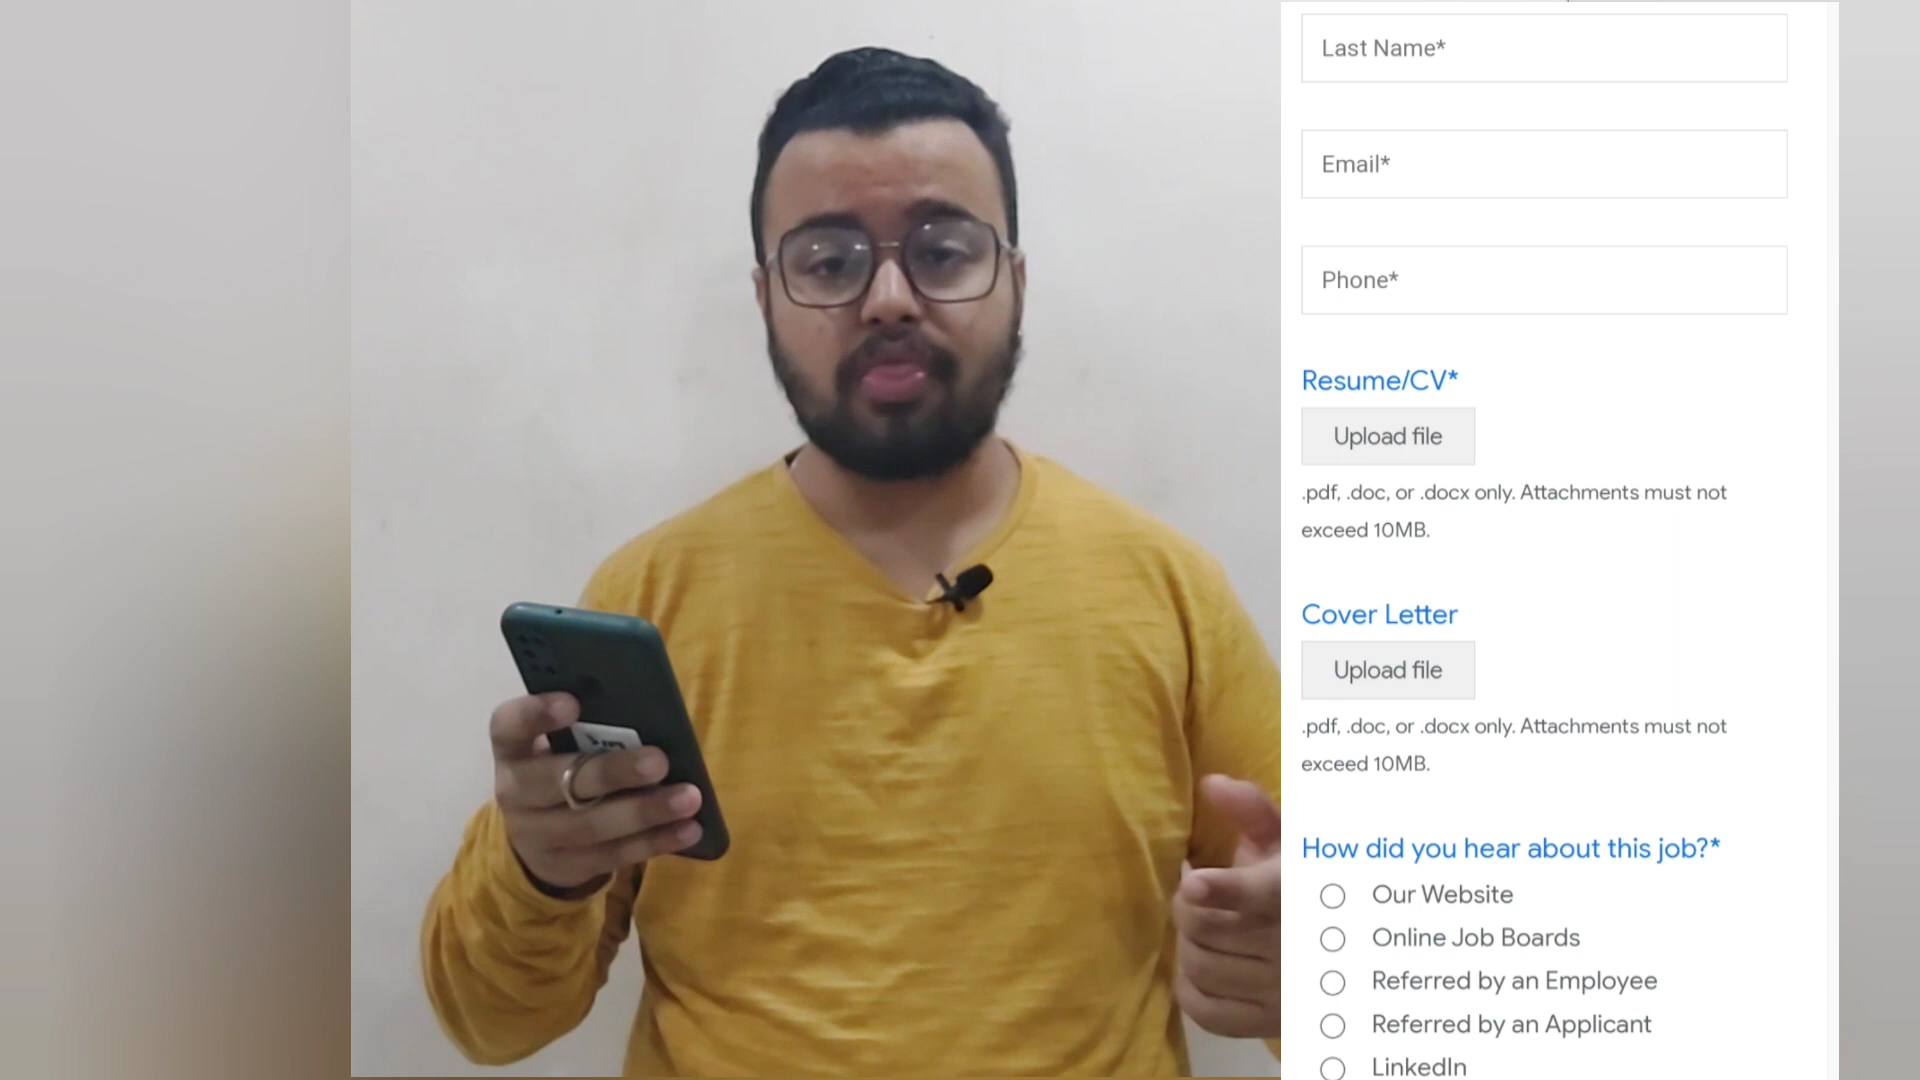 Last Name*
Email*
Phone*
Resume/CV*
Upload file
.pdf, .doc, or .docx only. Attachments must not
exceed 10MB.
Cover Letter
Upload file
.pdf, .doc, or .docx only. Attachments must not
exceed 10MB.
How did you hear about this job?*
Our Website
Online Job Boards
Referred by an Employee
Referred by an Applicant
LinkedIn